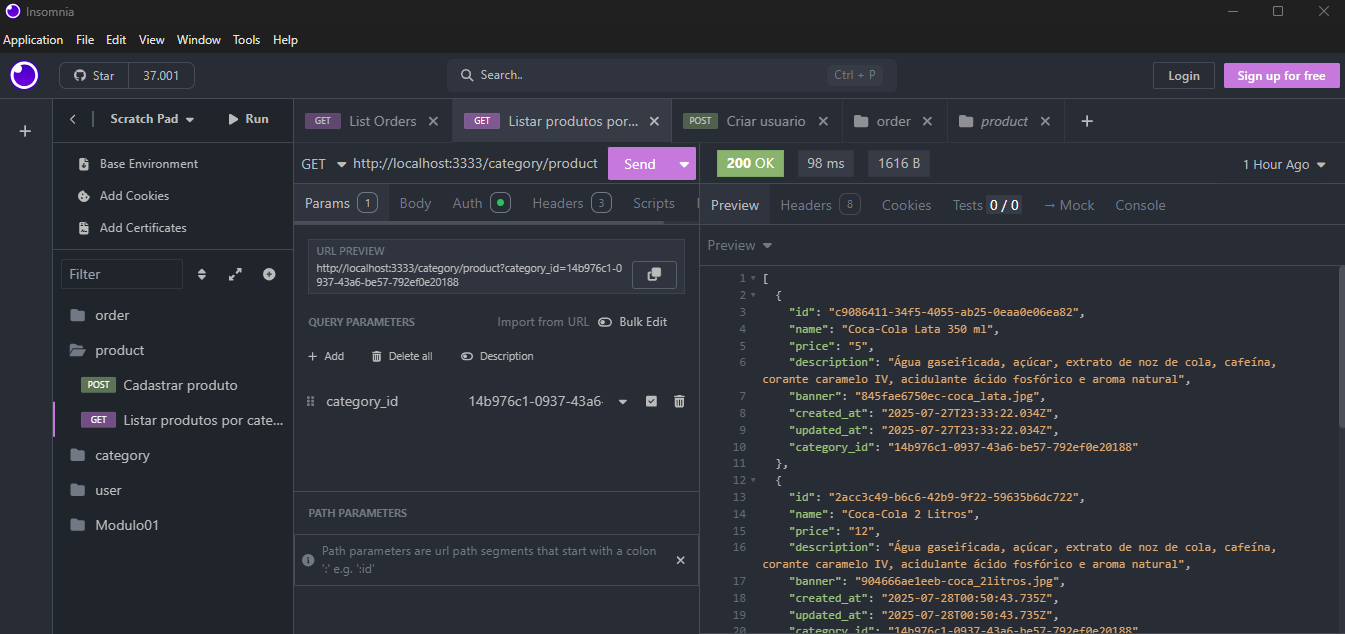 Insomnia
Application File Edit View Window Tools Help
Star 37.001
Search.. Ctrl + P
Login Sign up for free
Scratch Pad Run
GET List Orders GET Listar produtos por... POST Criar usuario order product
Base Environment
Add Cookies
Add Certificates
Filter
order
product
POST Cadastrar produto
GET Listar produtos por cate...
category
user
Modulo01
GET http://localhost:3333/category/product Send
Params 1 Body Auth Headers 3 Scripts
URL PREVIEW
http://localhost:3333/category/product?category_id=14b976c1-0
937-43a6-be57-792ef0e20188
QUERY PARAMETERS Import from URL Bulk Edit
+ Add Delete all Description
category_id 14b976c1-0937-43a6-
PATH PARAMETERS
Path parameters are url path segments that start with a colon
':' e.g. ':id'
200 OK 98 ms 1616 B 1 Hour Ago
Preview Headers 8 Cookies Tests 0 / 0 → Mock Console
Preview
1 [
2 {
3 "id": "c9086411-34f5-4055-ab25-0eaa0e06ea82",
4 "name": "Coca-Cola Lata 350 ml",
5 "price": "5",
6 "description": "Água gaseificada, açúcar, extrato de noz de cola, cafeína,
corante caramelo IV, acidulante ácido fosfórico e aroma natural",
7 "banner": "845fae6750ec-coca_lata.jpg",
8 "created_at": "2025-07-27T23:33:22.034Z",
9 "updated_at": "2025-07-27T23:33:22.034Z",
10 "category_id": "14b976c1-0937-43a6-be57-792ef0e20188"
11 },
12 {
13 "id": "2acc3c49-b6c6-42b9-9f22-59635b6dc722",
14 "name": "Coca-Cola 2 Litros",
15 "price": "12",
16 "description": "Água gaseificada, açúcar, extrato de noz de cola, cafeína,
corante caramelo IV, acidulante ácido fosfórico e aroma natural",
17 "banner": "904666ae1eeb-coca_2litros.jpg",
18 "created_at": "2025-07-28T00:50:43.735Z",
19 "updated_at": "2025-07-28T00:50:43.735Z",
20 "category_id": "14b976c1-0937-43a6-be57-792ef0e20188"